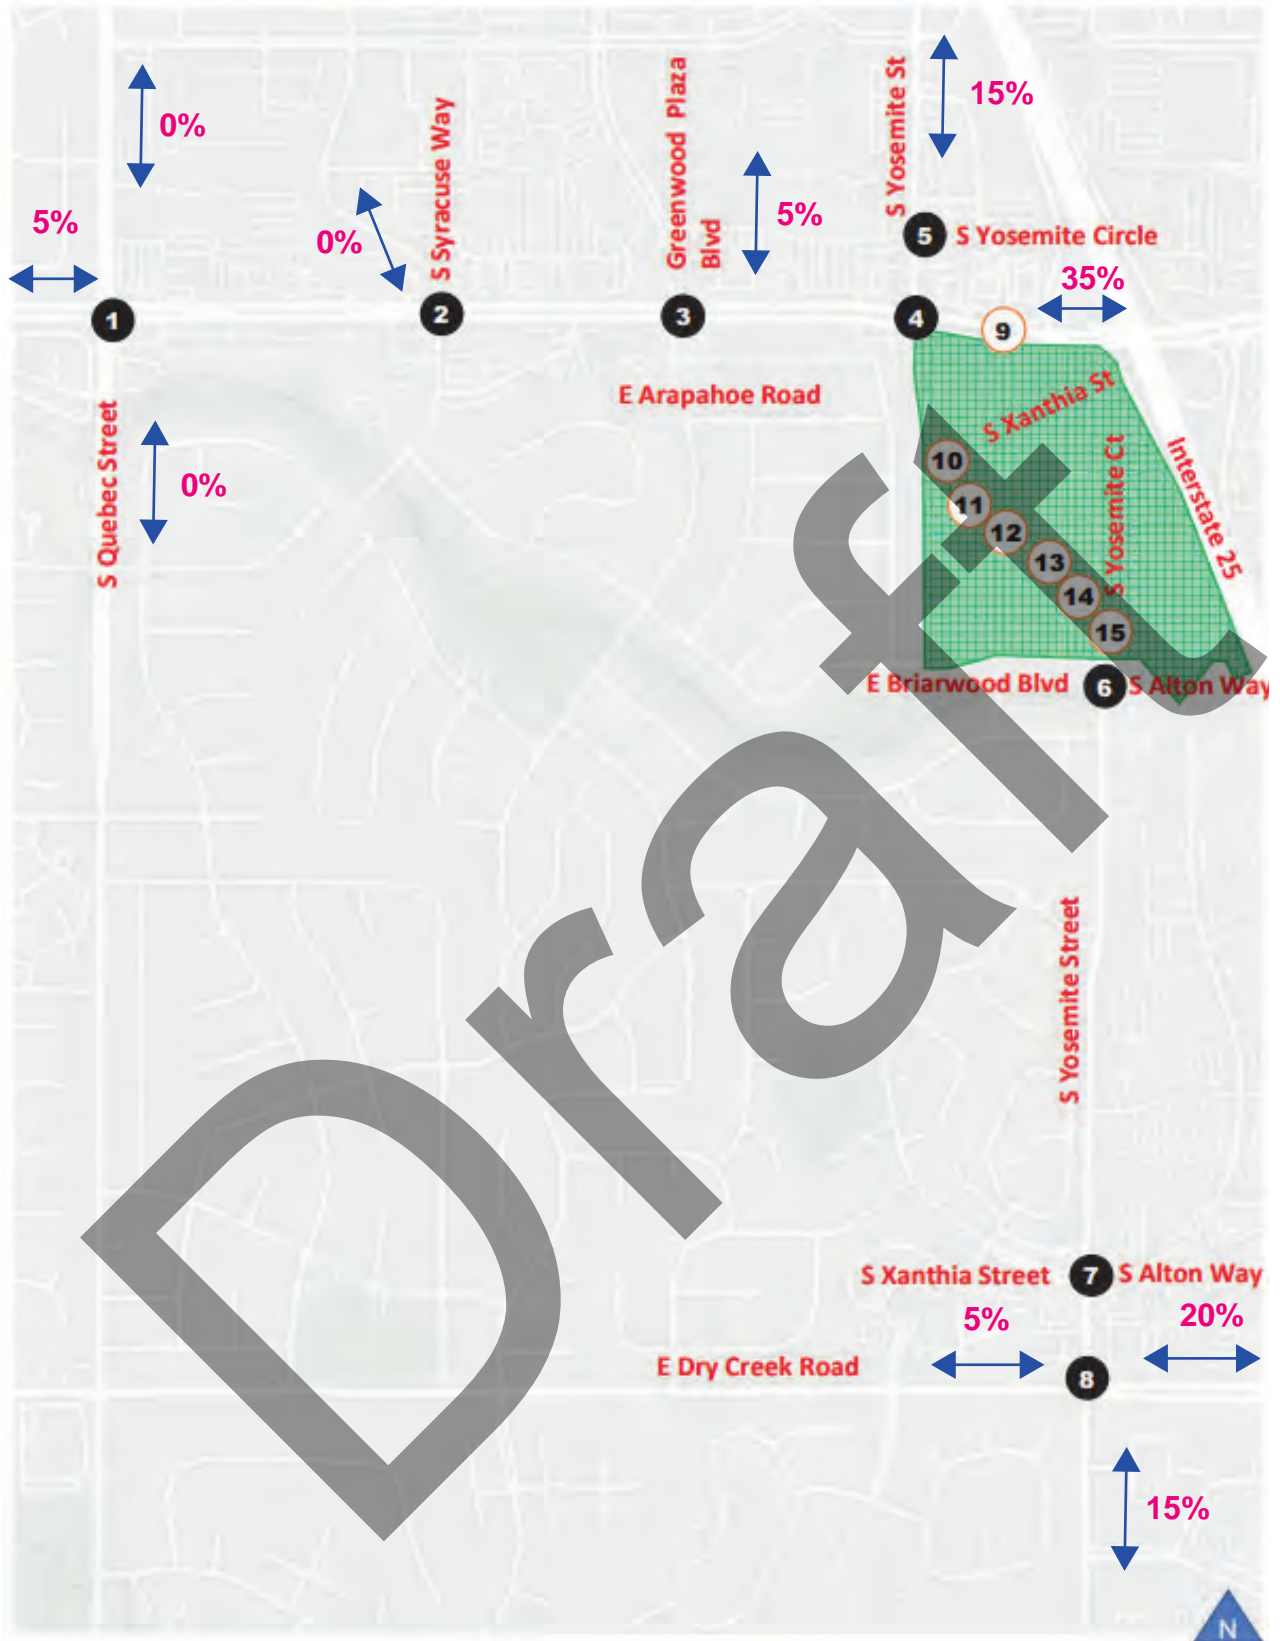 15%
S Yosemite St
Greenwood Plaza
Blvd
0%
S Syracuse Way
5%
5%
0%
5
S Yosemite Circle
35%
1
2
3
4
9
E Arapahoe Road
S Xanthia St
S Quebec Street
0%
S Yosemite Ct
Interstate 25
10
11
12
13
14
15
E Briarwood Blvd
6
S Alton Way
Draft
S Yosemite Street
S Xanthia Street
7
S Alton Way
5%
20%
E Dry Creek Road
8
15%
N